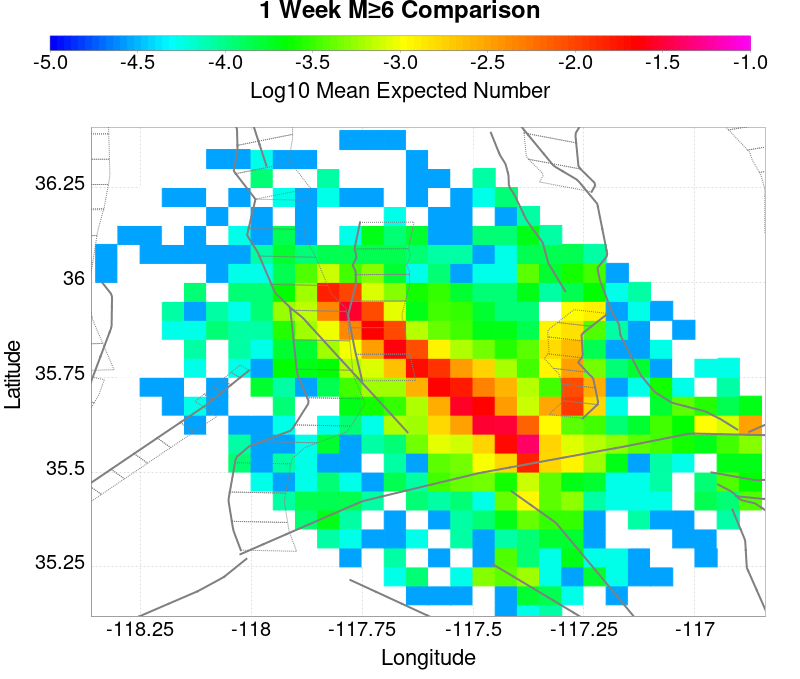 1 Week M≥6 Comparison
-5.0 -4.5 -4.0 -3.5 -3.0 -2.5 -2.0 -1.5 -1.0
Log10 Mean Expected Number
36.25
36
35.75
35.5
35.25
Latitude
-118.25 -118 -117.75 -117.5 -117.25 -117
Longitude